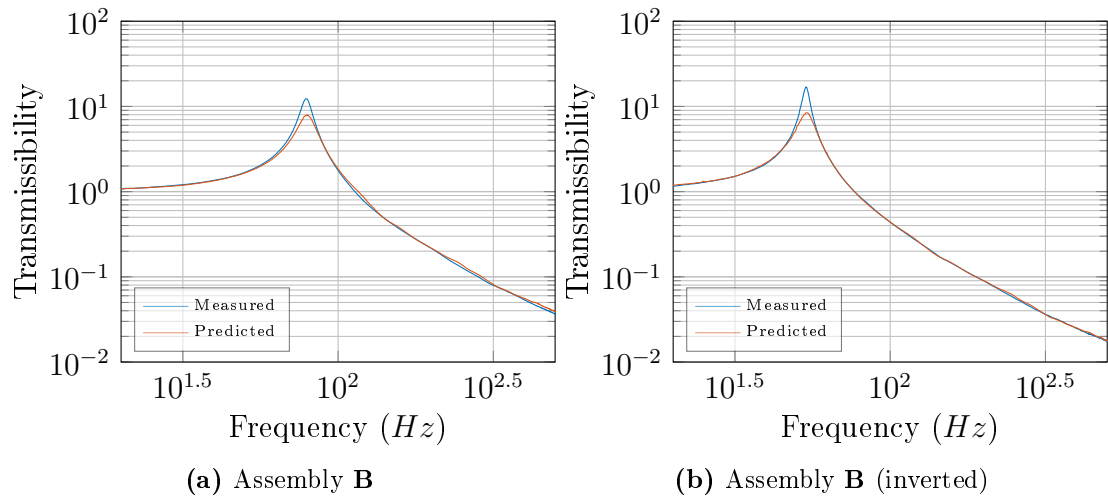 10^2
10^1
10^0
10^-1
10^-2
Transmissibility
Measured
Predicted
10^1.5
10^2
10^2.5
Frequency (Hz)
(a) Assembly B
10^2
10^1
10^0
10^-1
10^-2
Transmissibility
Measured
Predicted
10^1.5
10^2
10^2.5
Frequency (Hz)
(b) Assembly B (inverted)